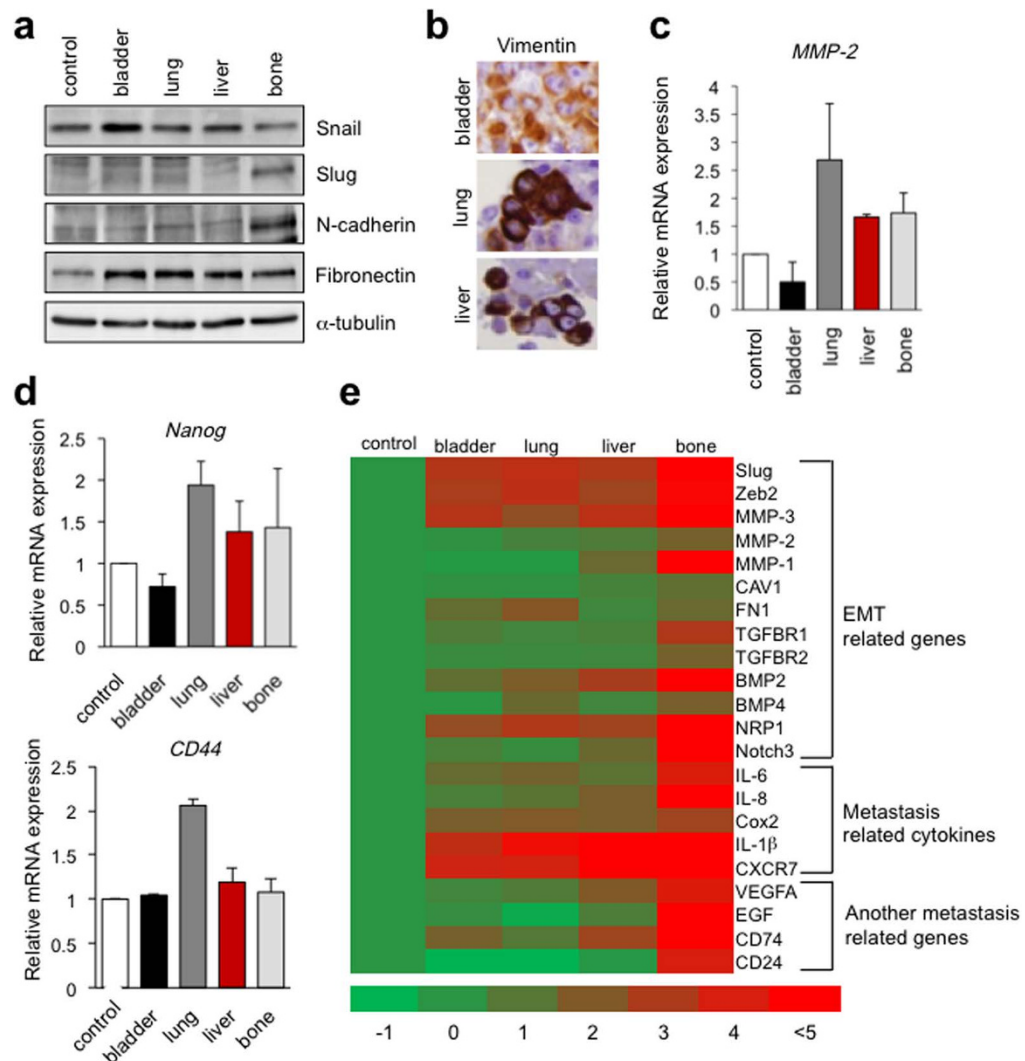 a
control
bladder
lung
liver
bone
Snail
Slug
N-cadherin
Fibronectin
α-tubulin
b
Vimentin
bladder
lung
liver
c
MMP-2
Relative mRNA expression
4
3.5
3
2.5
2
1.5
1
0.5
0
control
bladder
lung
liver
bone
d
Nanog
Relative mRNA expression
2.5
2
1.5
1
0.5
0
control
bladder
lung
liver
bone
CD44
Relative mRNA expression
2.5
2
1.5
1
0.5
0
control
bladder
lung
liver
bone
e
control bladder lung liver bone
Slug
Zeb2
MMP-3
MMP-2
MMP-1
CAV1
FN1
TGFBR1
TGFBR2
BMP2
BMP4
NRP1
Notch3
EMT
related genes
IL-6
IL-8
Cox2
IL-1β
CXCR7
Metastasis
related cytokines
VEGFA
EGF
CD74
CD24
Another metastasis
related genes
-1 0 1 2 3 4 <5